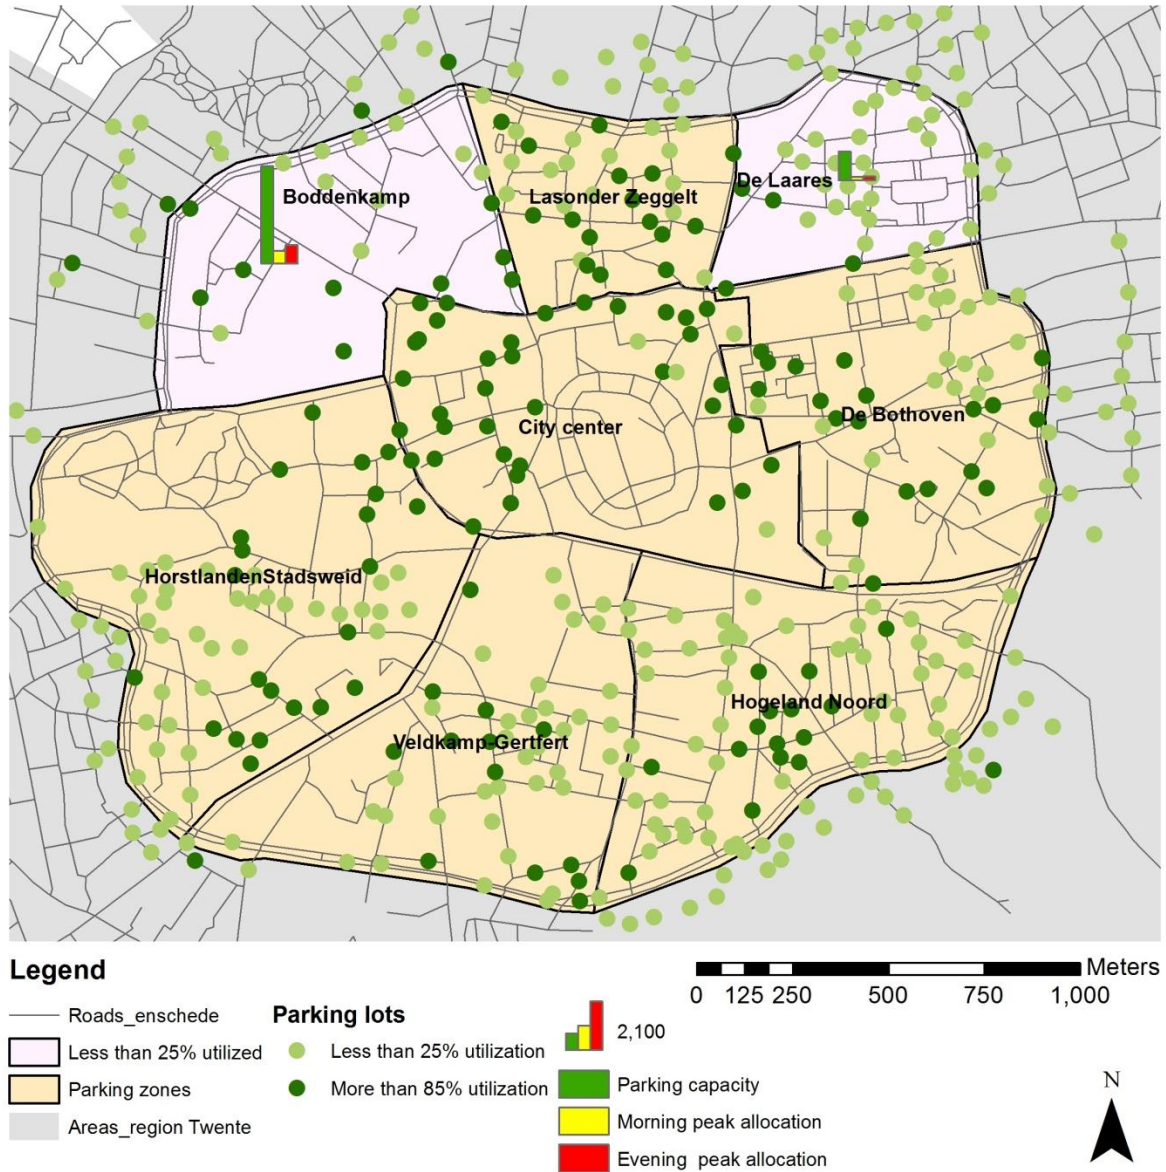 Boddenkamp
Lasonder Zeggelt
De Laares
City center
De Bothoven
HorstlandenStadsweid
Hogeland Noord
Veldkamp-Gertfert
Legend
Roads_enschede
Less than 25% utilized
Parking zones
Areas_region Twente
Parking lots
Less than 25% utilization
More than 85% utilization
2,100
Parking capacity
Morning peak allocation
Evening peak allocation
Meters
0 125 250 500 750 1,000
N